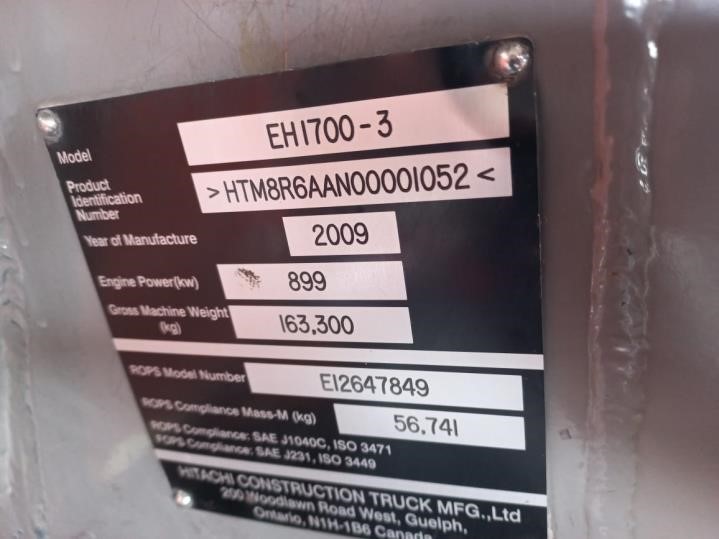 Model EH1700-3
Product
Identification
Number >HTM8R6AAN00001052<
Year of Manufacture 2009
Engine Power(kw) 899
Gross Machine Weight
(kg) 163,300
ROPS Model Number E12647849
ROPS Compliance Mass-M (kg) 56,741
ROPS Compliance: SAE J1040C, ISO 3471
FOPS Compliance: SAE J231, ISO 3449
HITACHI CONSTRUCTION TRUCK MFG.,Ltd
200 Woodlawn Road West, Guelph,
Ontario, N1H-1B6 Canada